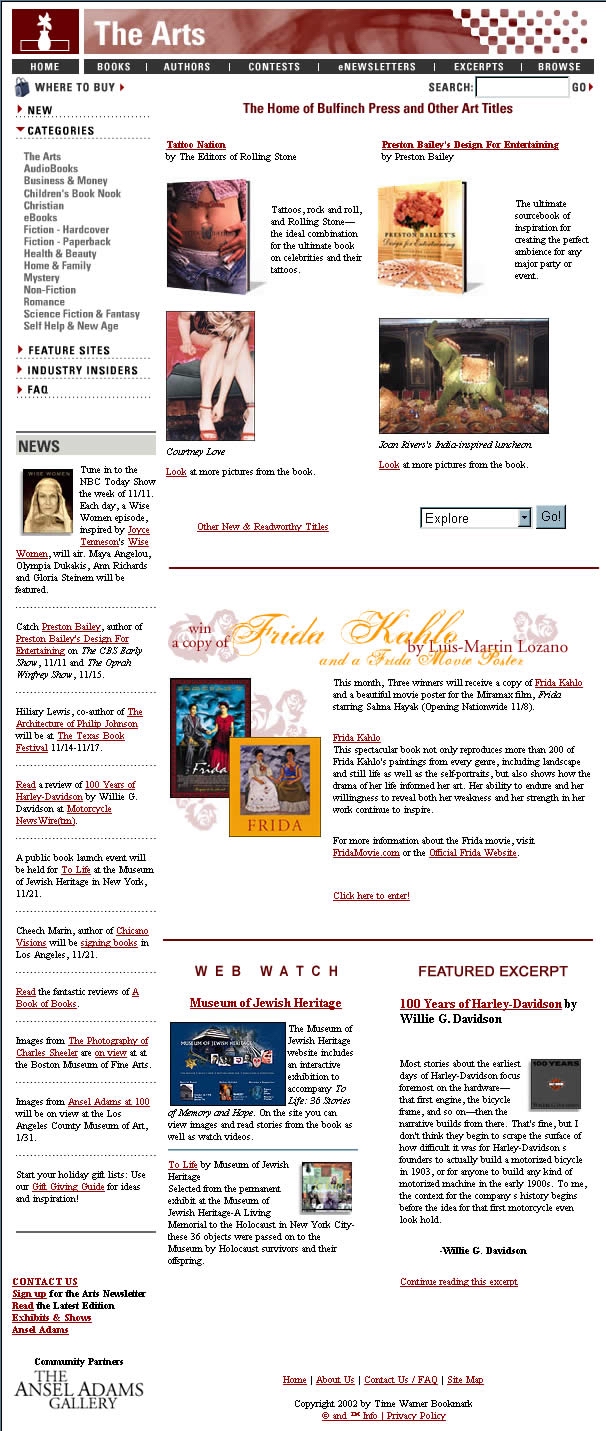 The Arts
HOME
BOOKS | AUTHORS | CONTESTS | eNEWSLETTERS | EXCERPTS | BROWSE
WHERE TO BUY
SEARCH:
GO
NEW
CATEGORIES
The Arts
AudioBooks
Business & Money
Children's Book Nook
Christian
eBooks
Fiction - Hardcover
Fiction - Paperback
Health & Beauty
Home & Family
Mystery
Non-Fiction
Romance
Science Fiction & Fantasy
Self Help & New Age
FEATURE SITES
INDUSTRY INSIDERS
FAQ
NEWS
WISE WOMEN
Tune in to the
NBC Today Show
the week of 11/11.
Each day, a Wise
Women episode,
inspired by Joyce
Tenneson's Wise
Women, will air. Maya Angelou,
Olympia Dukakis, Ann Richards
and Gloria Steinem will be
featured.
Catch Preston Bailey, author of
Preston Bailey's Design For
Entertaining on The CBS Early
Show, 11/11 and The Oprah
Winfrey Show, 11/15.
Hiliary Lewis, co-author of The
Architecture of Philip Johnson
will be at The Texas Book
Festival 11/14-11/17.
Read a review of 100 Years of
Harley-Davidson by Willie G.
Davidson at Motorcycle
NewsWire(tm).
A public book launch event will
be held for To Life at the Museum
of Jewish Heritage in New York,
11/21.
Cheech Marin, author of Chicano
Visions will be signing books in
Los Angeles, 11/21.
Read the fantastic reviews of A
Book of Books.
Images from The Photography of
Charles Sheeler are on view at at
the Boston Museum of Fine Arts.
Images from Ansel Adams at 100
will be on view at the Los
Angeles County Museum of Art,
1/31.
Start your holiday gift lists: Use
our Gift Giving Guide for ideas
and inspiration!
CONTACT US
Sign up for the Arts Newsletter
Read the Latest Edition
Exhibits & Shows
Ansel Adams
Community Partners
THE
ANSEL ADAMS
GALLERY
The Home of Bulfinch Press and Other Art Titles
Tattoo Nation
by The Editors of Rolling Stone
Tattoos, rock and roll,
and Rolling Stone—
the ideal combination
for the ultimate book
on celebrities and their
tattoos.
Courtney Love
Look at more pictures from the book.
Preston Bailey's Design For Entertaining
by Preston Bailey
PRESTON BAILEY'S
Design for Entertaining
The ultimate
sourcebook of
inspiration for
creating the perfect
ambience for any
major party or
event.
Joan Rivers's India-inspired luncheon.
Look at more pictures from the book.
Other New & Readworthy Titles
Explore
Go!
win
a copy of Frida Kahlo
by Luis-Martin Lozano
and a Frida Movie Poster
Frida
FRIDA
This month, Three winners will receive a copy of Frida Kahlo
and a beautiful movie poster for the Miramax film, Frida
starring Salma Hayak (Opening Nationwide 11/8).
Frida Kahlo
This spectacular book not only reproduces more than 200 of
Frida Kahlo's paintings from every genre, including landscape
and still life as well as the self-portraits, but also shows how the
drama of her life informed her art. Her ability to endure and her
willingness to reveal both her weakness and her strength in her
work continue to inspire.
For more information about the Frida movie, visit
FridaMovie.com or the Official Frida Website.
Click here to enter!
WEB WATCH
Museum of Jewish Heritage
MUSEUM OF JEWISH HERITAGE
The Museum of
Jewish Heritage
website includes
an interactive
exhibition to
accompany To
Life: 36 Stories
of Memory and Hope. On the site you can
view images and read stories from the book as
well as watch videos.
To Life by Museum of Jewish
Heritage
Selected from the permanent
exhibit at the Museum of
Jewish Heritage-A Living
Memorial to the Holocaust in New York City-
these 36 objects were passed on to the
Museum by Holocaust survivors and their
offspring.
FEATURED EXCERPT
100 Years of Harley-Davidson by
Willie G. Davidson
100 YEARS
Most stories about the earliest
days of Harley-Davidson focus
foremost on the hardware—
that first engine, the bicycle
frame, and so on—then the
narrative builds from there. That's fine, but I
don't think they begin to scrape the surface of
how difficult it was for Harley-Davidson s
founders to actually build a motorized bicycle
in 1903, or for anyone to build any kind of
motorized machine in the early 1900s. To me,
the context for the company s history begins
before the idea for that first motorcycle even
look hold.
-Willie G. Davidson
Continue reading this excerpt
Home | About Us | Contact Us / FAQ | Site Map
Copyright 2002 by Time Warner Bookmark
© and ™ Info | Privacy Policy